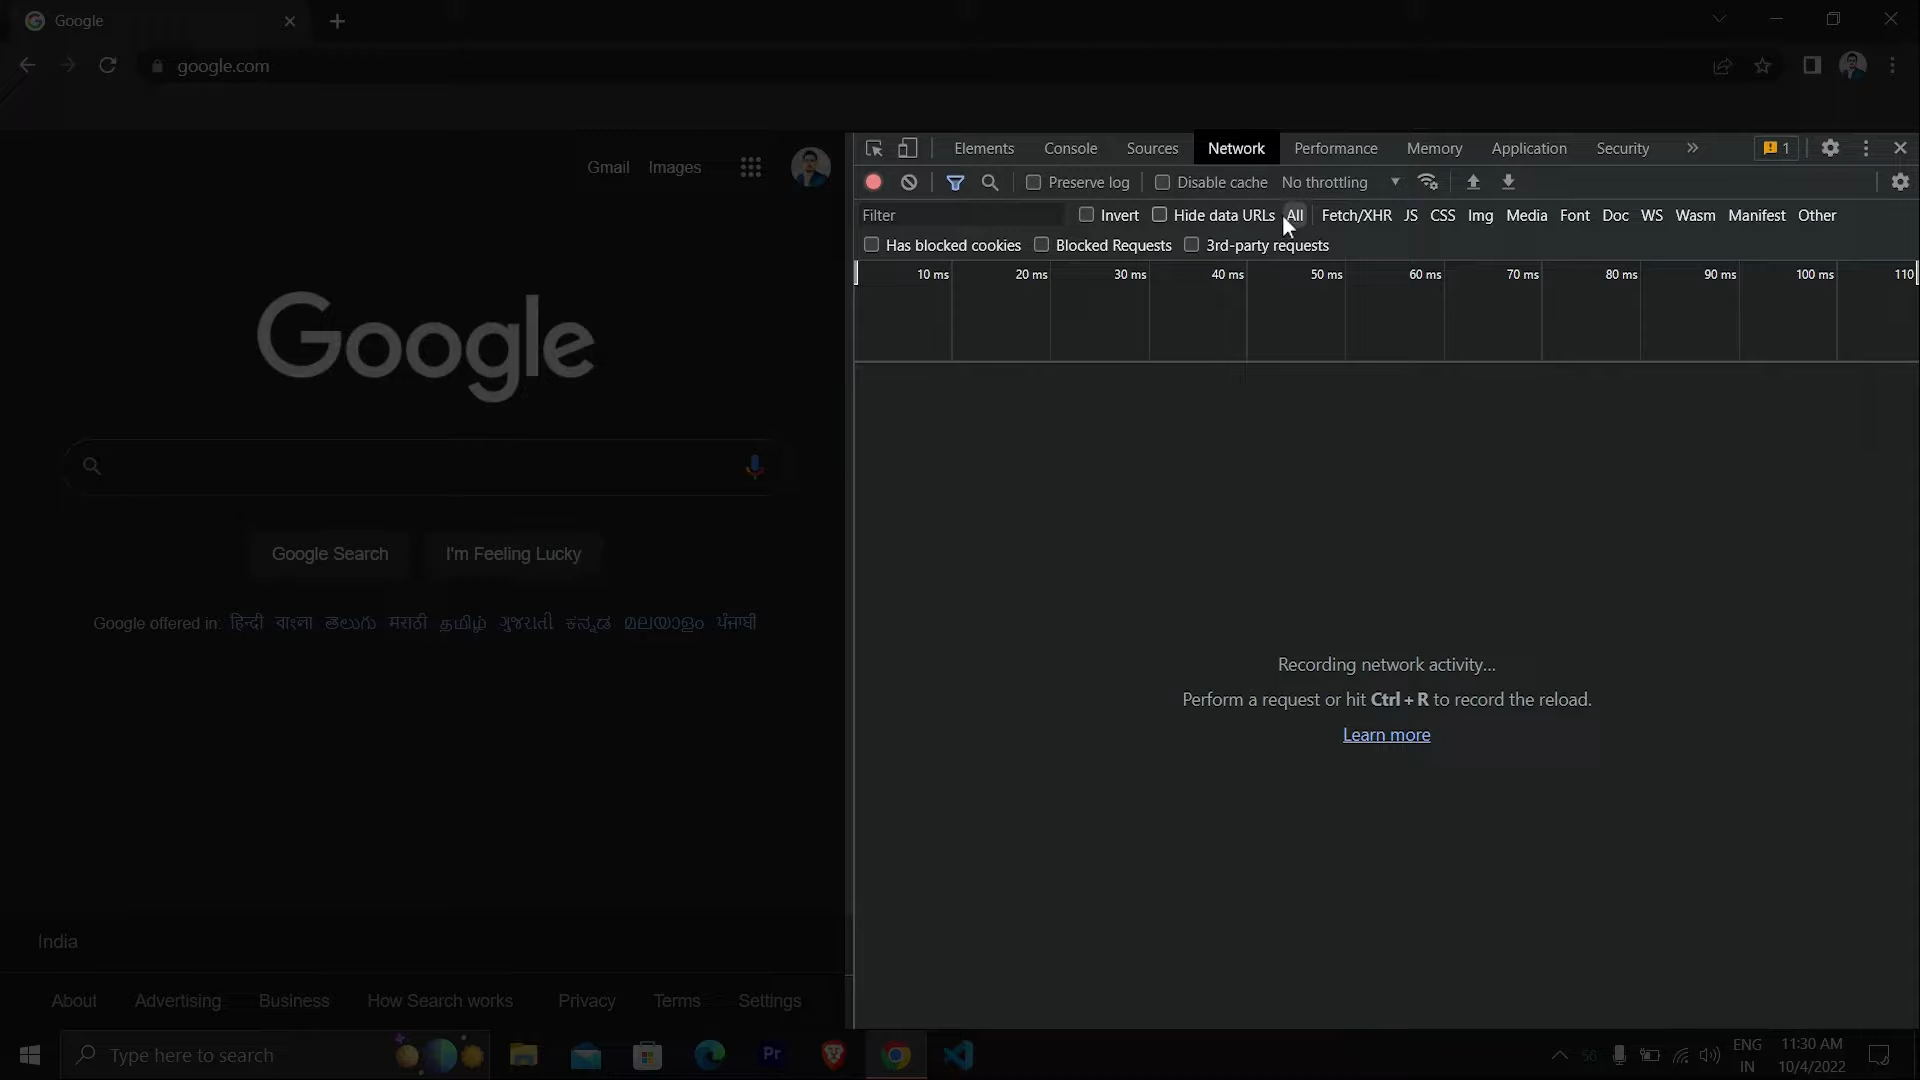 Google
google.com
Gmail Images
Google
Google Search I'm Feeling Lucky
Google offered in: हिन्दी বাংলা తెలుగు मराठी தமிழ் ગુજરાતી ಕನ್ನಡ മലയാളം ਪੰਜਾਬੀ
India
About Advertising Business How Search works Privacy Terms Settings
Elements Console Sources Network Performance Memory Application Security » 1
Preserve log Disable cache No throttling
Filter Invert Hide data URLs All Fetch/XHR JS CSS Img Media Font Doc WS Wasm Manifest Other
Has blocked cookies Blocked Requests 3rd-party requests
10 ms 20 ms 30 ms 40 ms 50 ms 60 ms 70 ms 80 ms 90 ms 100 ms 110
Recording network activity...
Perform a request or hit Ctrl + R to record the reload.
Learn more
Type here to search Pr ENG 11:30 AM
IN 10/4/2022